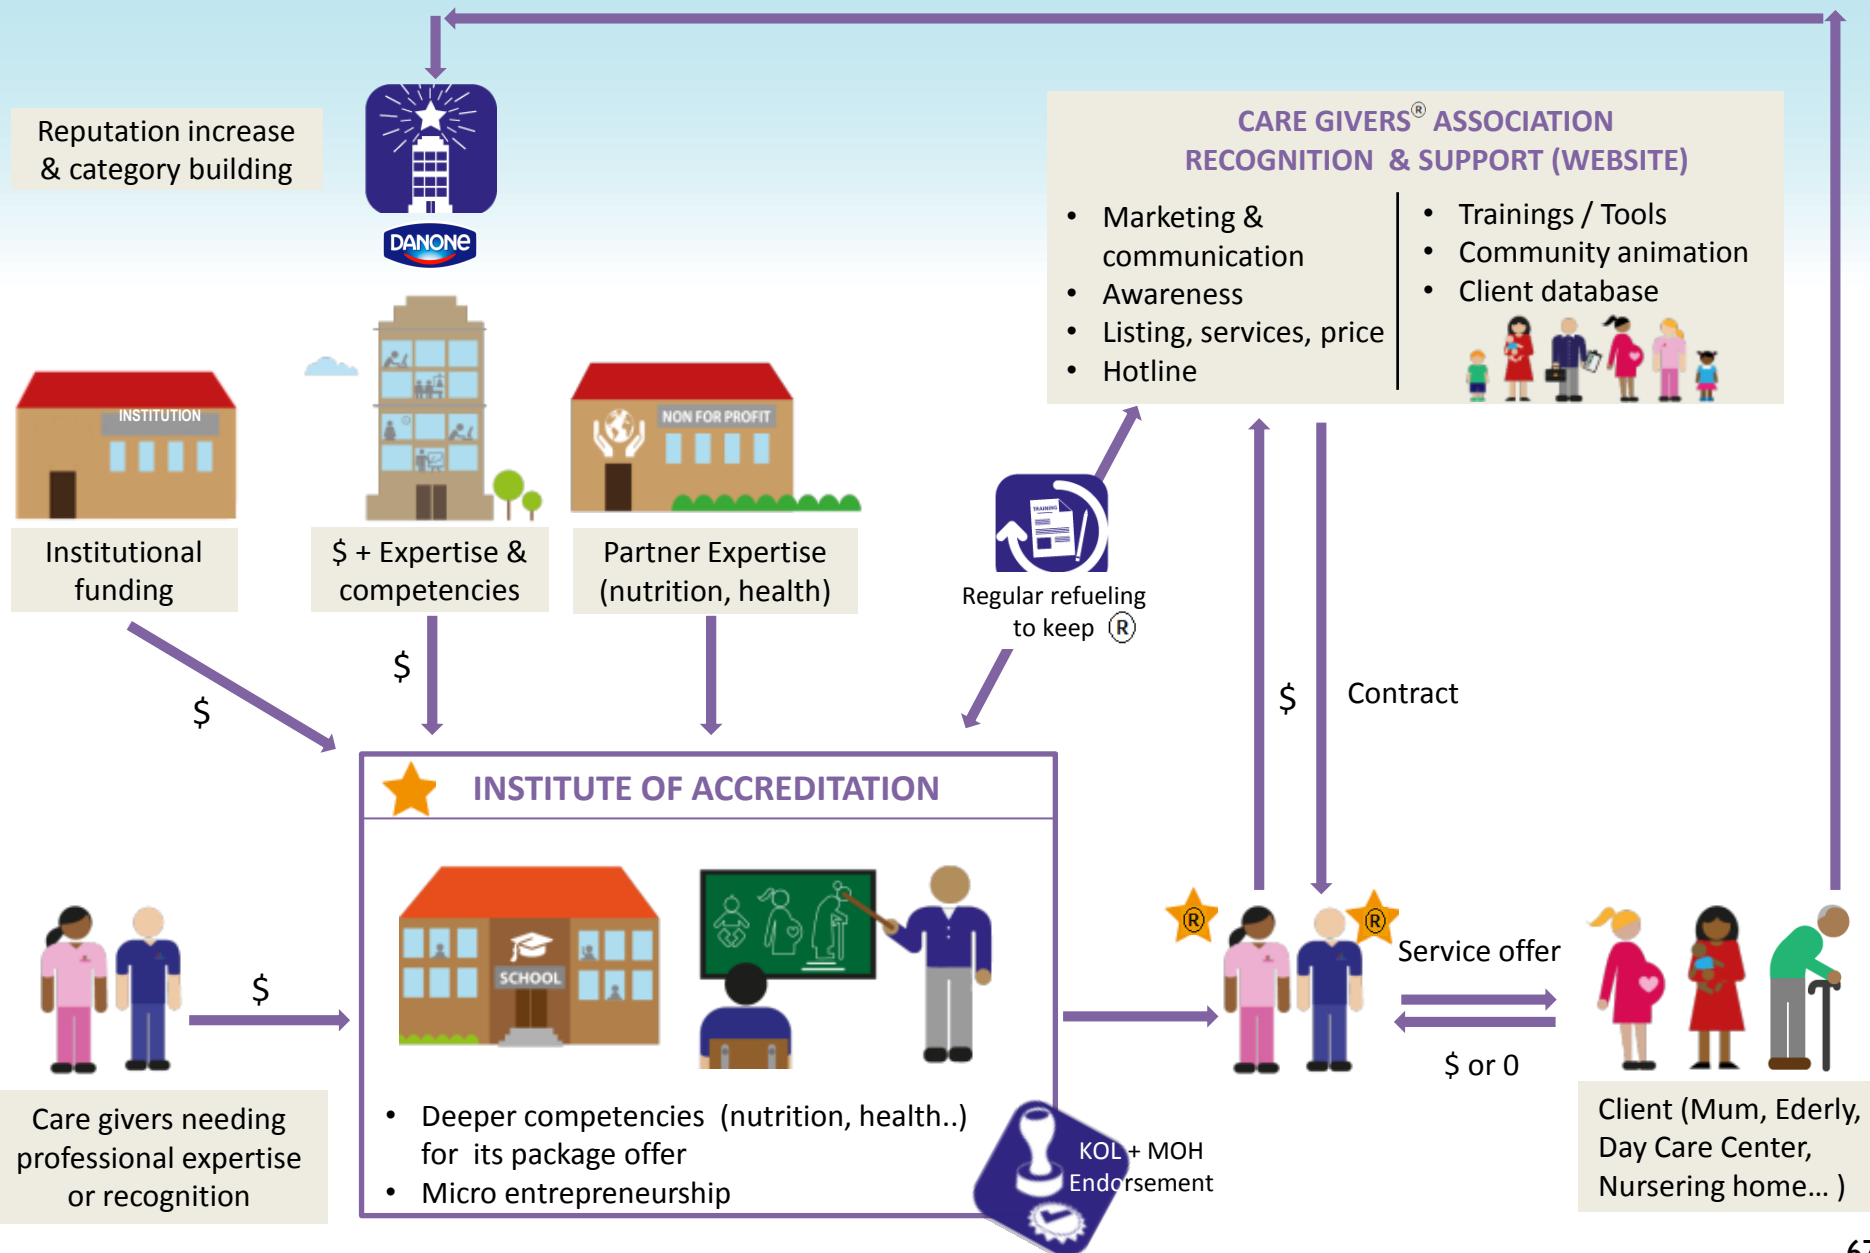 Reputation increase
& category building
DANONE
CARE GIVERS® ASSOCIATION
RECOGNITION & SUPPORT (WEBSITE)
• Marketing &
communication
• Awareness
• Listing, services, price
• Hotline
• Trainings / Tools
• Community animation
• Client database
INSTITUTION
NON FOR PROFIT
TRAINING
Institutional
funding
$ + Expertise &
competencies
Partner Expertise
(nutrition, health)
Regular refueling
to keep ®
$
$
$
Contract
INSTITUTE OF ACCREDITATION
SCHOOL
$
®
®
Service offer
$ or 0
Care givers needing
professional expertise
or recognition
• Deeper competencies (nutrition, health..)
for its package offer
• Micro entrepreneurship
KOL + MOH
Endorsement
Client (Mum, Ederly,
Day Care Center,
Nursering home... )